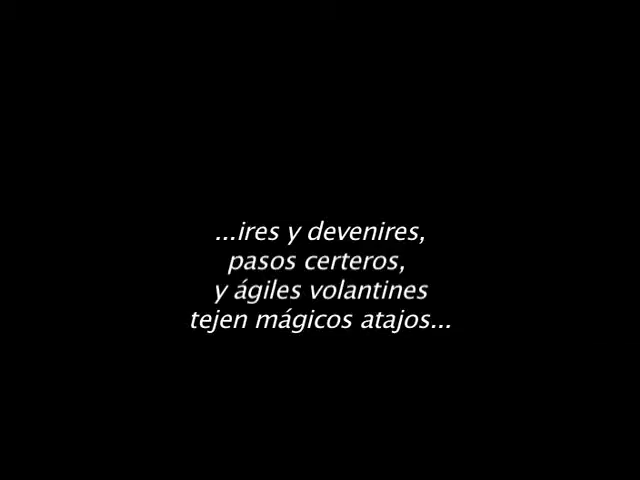 ...ires y devenires,
pasos certeros,
y ágiles volantines
tejen mágicos atajos...